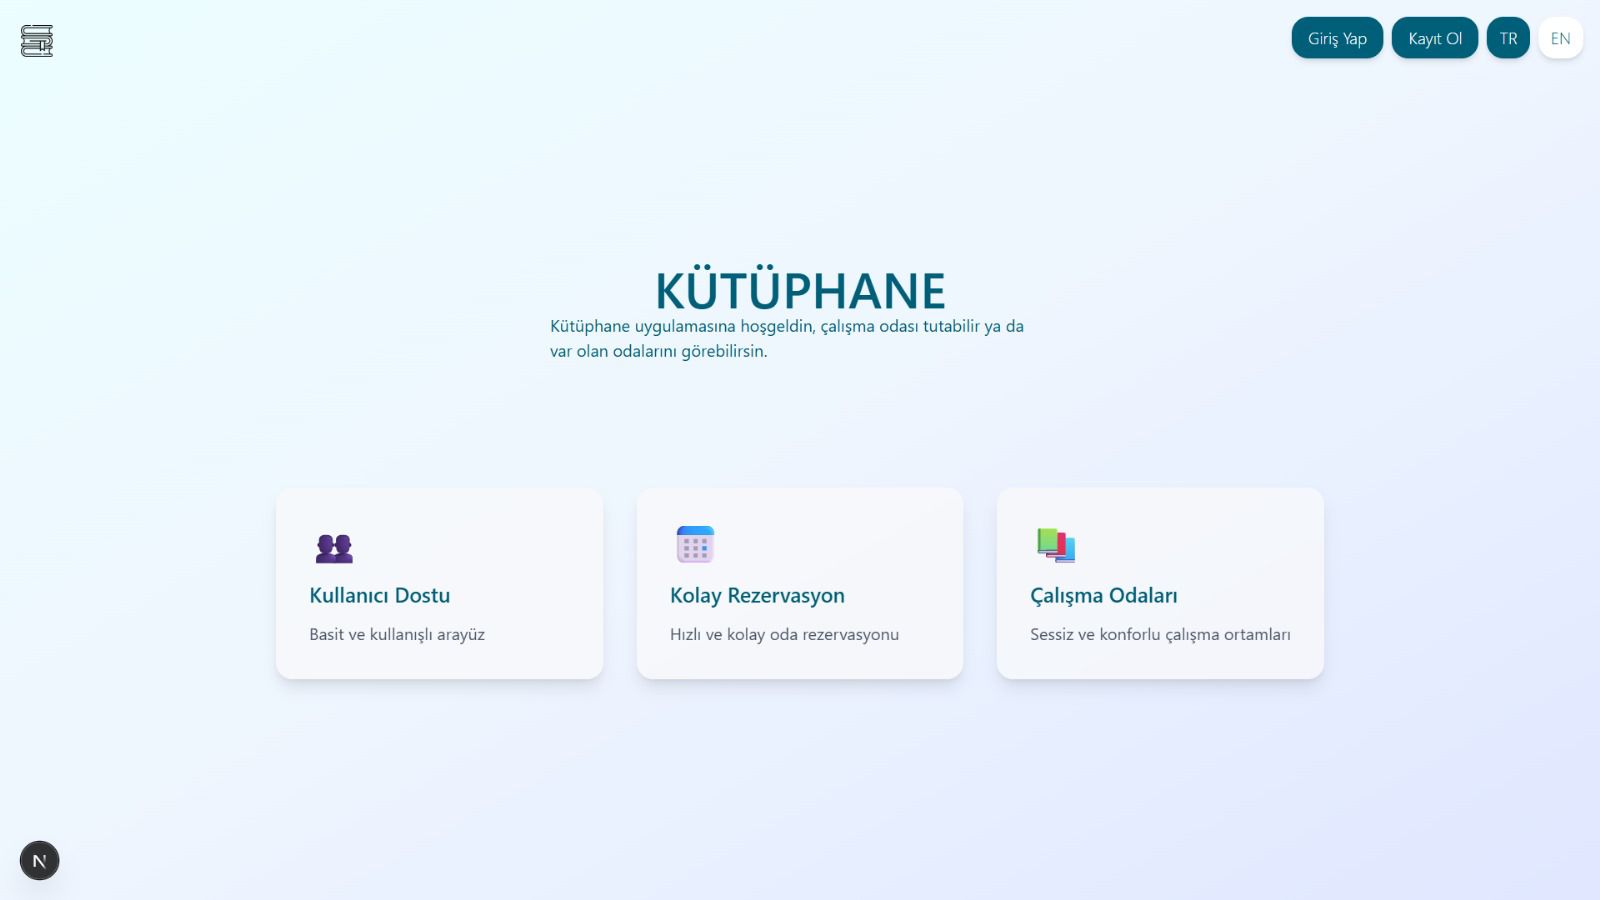 Giriş Yap
Kayıt Ol
TR
EN
KÜTÜPHANE
Kütüphane uygulamasına hoşgeldin, çalışma odası tutabilir ya da
var olan odalarını görebilirsin.
Kullanıcı Dostu
Basit ve kullanışlı arayüz
Kolay Rezervasyon
Hızlı ve kolay oda rezervasyonu
Çalışma Odaları
Sessiz ve konforlu çalışma ortamları
N